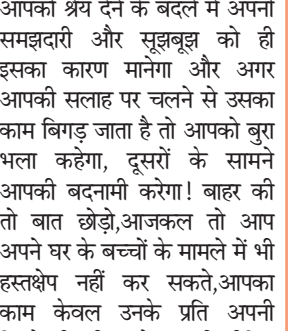 आपको श्रेय देने के बदले में अपनी
समझदारी और सूझबूझ को ही
इसका कारण मानेगा और अगर
आपकी सलाह पर चलने से उसका
काम बिगड़ जाता है तो आपको बुरा
भला कहेगा, दूसरों के सामने
आपकी बदनामी करेगा! बाहर की
तो बात छोड़ो,आजकल तो आप
अपने घर के बच्चों के मामले में भी
हस्तक्षेप नहीं कर सकते,आपका
काम केवल उनके प्रति अपनी